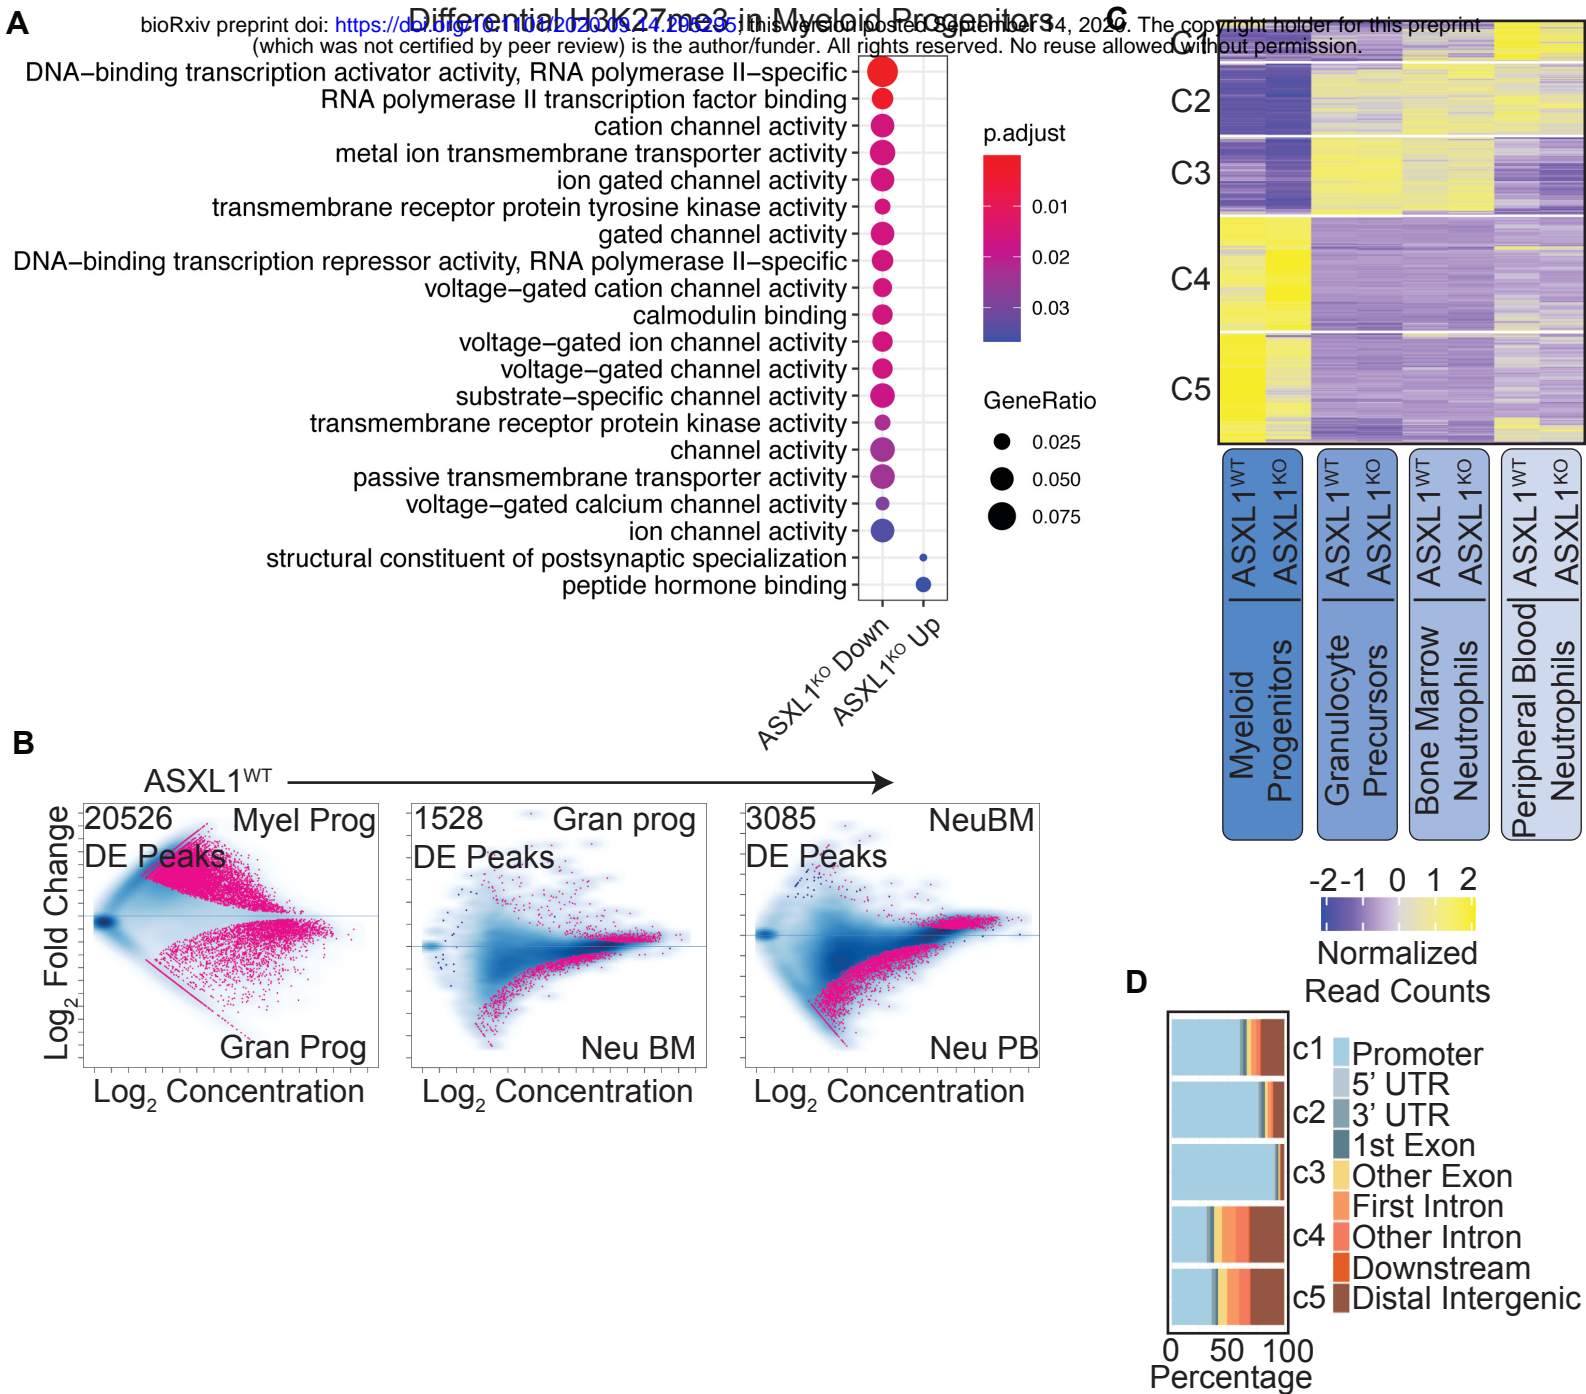 A
Differential H3K27me3 in Myeloid Progenitors
bioRxiv preprint doi: https://doi.org/10.1101/2020.09.14.295295; this version posted September 14, 2020. The copyright holder for this preprint
(which was not certified by peer review) is the author/funder. All rights reserved. No reuse allowed without permission.
DNA−binding transcription activator activity, RNA polymerase II−specific
RNA polymerase II transcription factor binding
cation channel activity
metal ion transmembrane transporter activity
ion gated channel activity
transmembrane receptor protein tyrosine kinase activity
gated channel activity
DNA−binding transcription repressor activity, RNA polymerase II−specific
voltage−gated cation channel activity
calmodulin binding
voltage−gated ion channel activity
voltage−gated channel activity
substrate−specific channel activity
transmembrane receptor protein kinase activity
channel activity
passive transmembrane transporter activity
voltage−gated calcium channel activity
ion channel activity
structural constituent of postsynaptic specialization
peptide hormone binding
ASXL1KO Down
ASXL1KO Up
p.adjust
0.01
0.02
0.03
GeneRatio
0.025
0.050
0.075
B
ASXL1WT
Log2 Fold Change
20526
DE Peaks
Myel Prog
Gran Prog
Log2 Concentration
1528
DE Peaks
Gran prog
Neu BM
Log2 Concentration
3085
DE Peaks
NeuBM
Neu PB
Log2 Concentration
C
C1
C2
C3
C4
C5
ASXL1WT
ASXL1KO
Myeloid
Progenitors
ASXL1WT
ASXL1KO
Granulocyte
Precursors
ASXL1WT
ASXL1KO
Bone Marrow
Neutrophils
ASXL1WT
ASXL1KO
Peripheral Blood
Neutrophils
-2 -1 0 1 2
Normalized
Read Counts
D
c1
c2
c3
c4
c5
0 50 100
Percentage
Promoter
5' UTR
3' UTR
1st Exon
Other Exon
First Intron
Other Intron
Downstream
Distal Intergenic